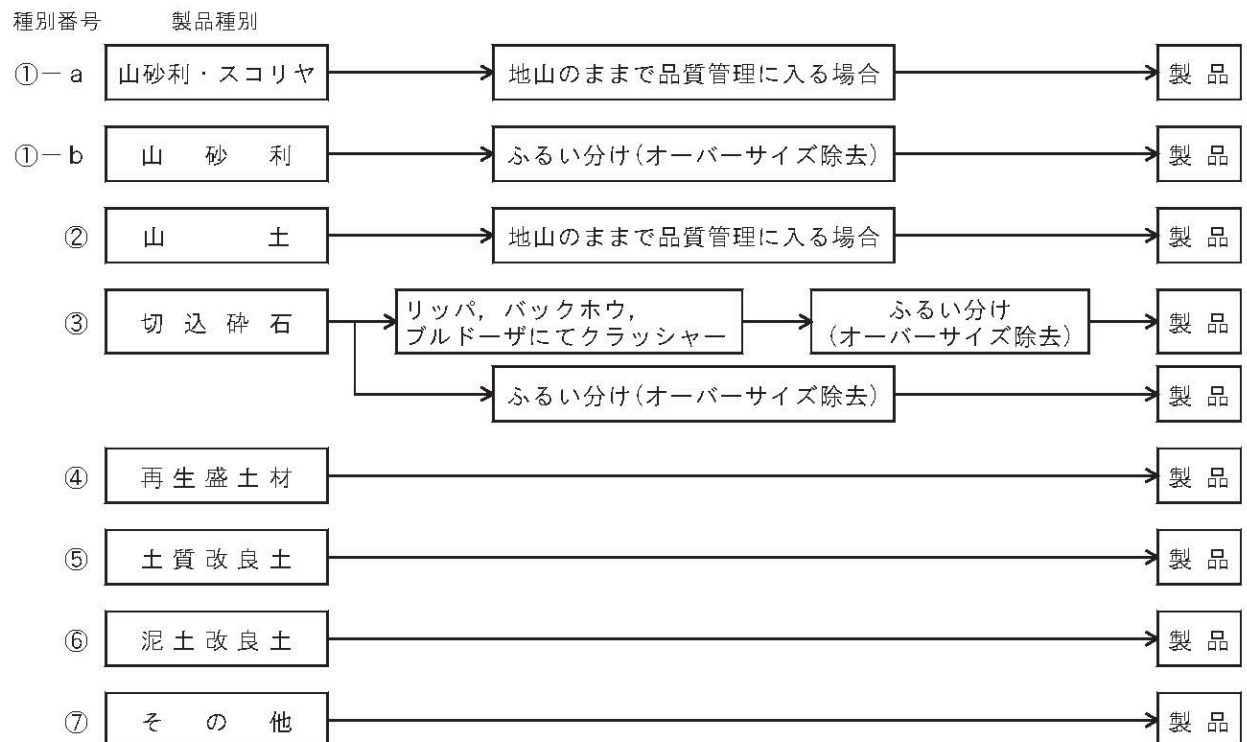 種別番号 製品種別
①－a 山砂利・スコリヤ 地山のままで品質管理に入る場合 製品
①－b 山砂利 ふるい分け(オーバーサイズ除去) 製品
② 山土 地山のままで品質管理に入る場合 製品
③ 切込砕石 リッパ，バックホウ，
ブルドーザにてクラッシャー ふるい分け
(オーバーサイズ除去) 製品
ふるい分け(オーバーサイズ除去) 製品
④ 再生盛土材 製品
⑤ 土質改良土 製品
⑥ 泥土改良土 製品
⑦ その他 製品